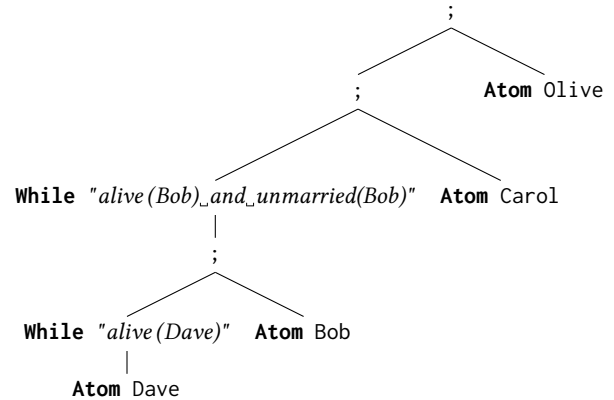 ;
; Atom Olive
While "alive(Bob)␣and␣unmarried(Bob)" Atom Carol
;
While "alive(Dave)" Atom Bob
Atom Dave